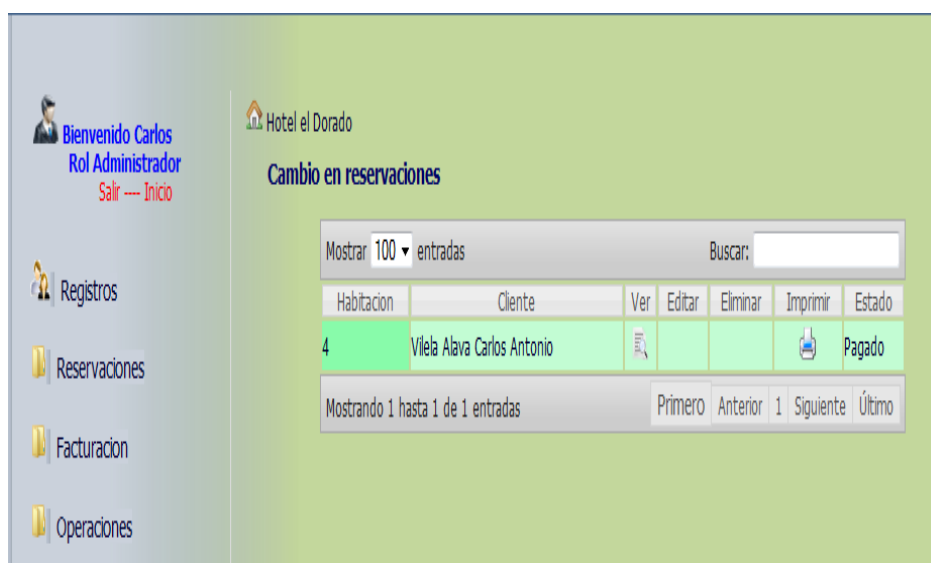 Bienvenido Carlos
Rol Administrador
Salir ---- Inicio
Registros
Reservaciones
Facturacion
Operaciones
Hotel el Dorado
Cambio en reservaciones
Mostrar 100 entradas Buscar:
Habitacion Cliente Ver Editar Eliminar Imprimir Estado
4 Vilela Alava Carlos Antonio Pagado
Mostrando 1 hasta 1 de 1 entradas Primero Anterior 1 Siguiente Último